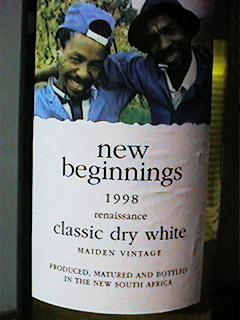 new
beginnings
1998
renaissance
classic dry white
MAIDEN VINTAGE
PRODUCED, MATURED AND BOTTLED
IN THE NEW SOUTH AFRICA